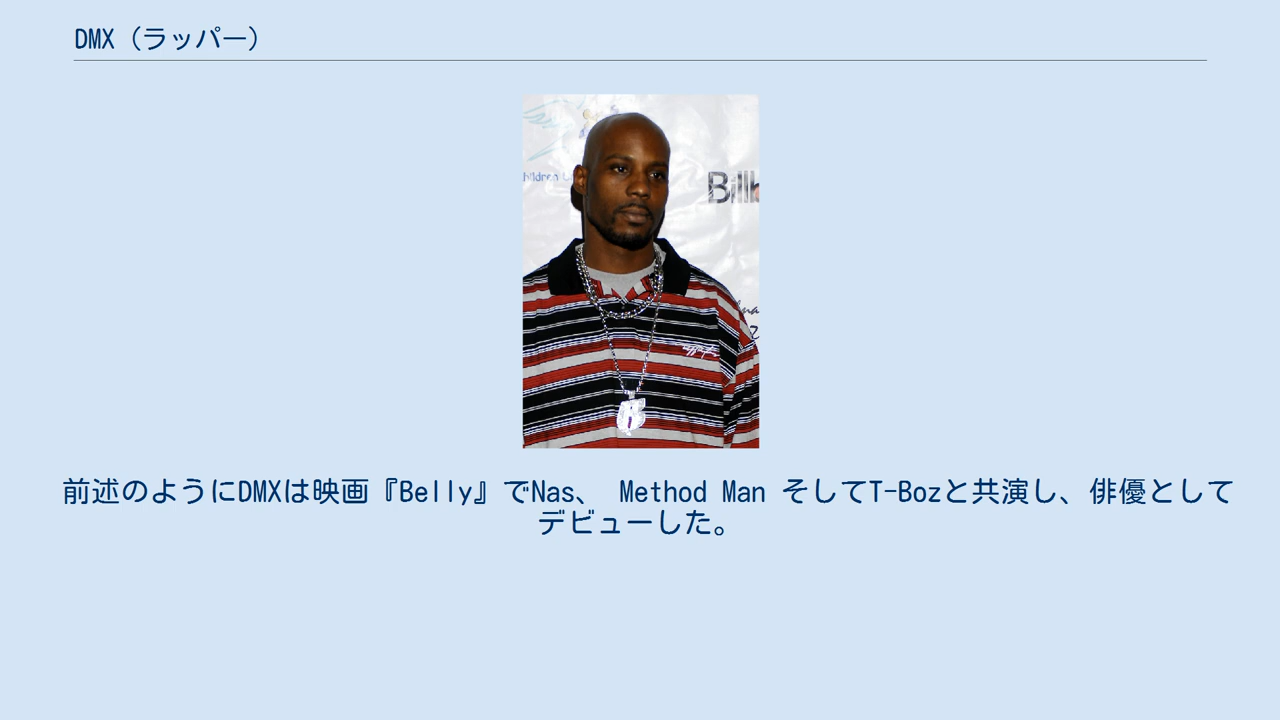 DMX（ラッパー）
hildren U
Billb
前述のようにDMXは映画『Belly』でNas、 Method Man そしてT-Bozと共演し、俳優として
デビューした。